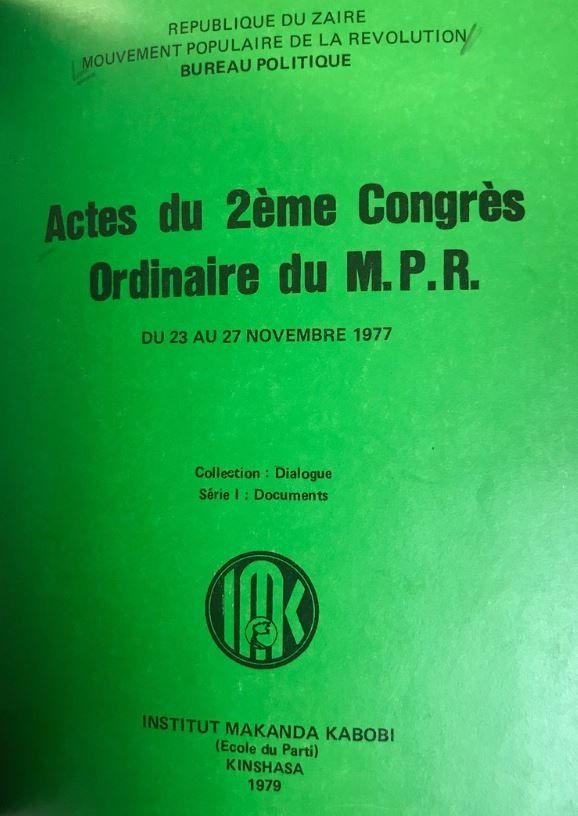 REPUBLIQUE DU ZAIRE
MOUVEMENT POPULAIRE DE LA REVOLUTION
BUREAU POLITIQUE
Actes du 2ème Congrès
Ordinaire du M.P.R.
DU 23 AU 27 NOVEMBRE 1977
Collection : Dialogue
Série I : Documents
IMK
INSTITUT MAKANDA KABOBI
(Ecole du Parti)
KINSHASA
1979